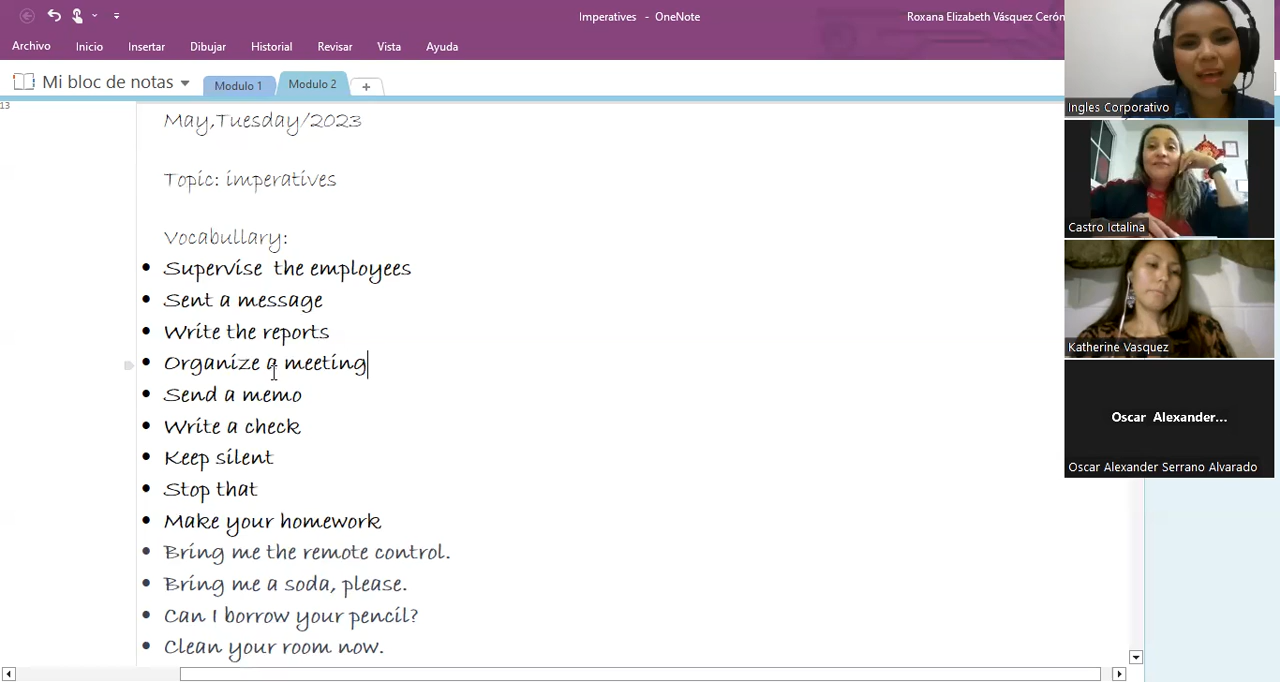 Imperatives - OneNote
Roxana Elizabeth Vásquez Cerón
Archivo Inicio Insertar Dibujar Historial Revisar Vista Ayuda
Mi bloc de notas Modulo 1 Modulo 2 +
13
May,Tuesday/2023
Topic: imperatives
Vocabullary:
• Supervise the employees
• Sent a message
• Write the reports
• Organize a meeting
• Send a memo
• Write a check
• Keep silent
• Stop that
• Make your homework
• Bring me the remote control.
• Bring me a soda, please.
• Can I borrow your pencil?
• Clean your room now.
Ingles Corporativo
Castro Ictalina
Katherine Vasquez
Oscar Alexander...
Oscar Alexander Serrano Alvarado